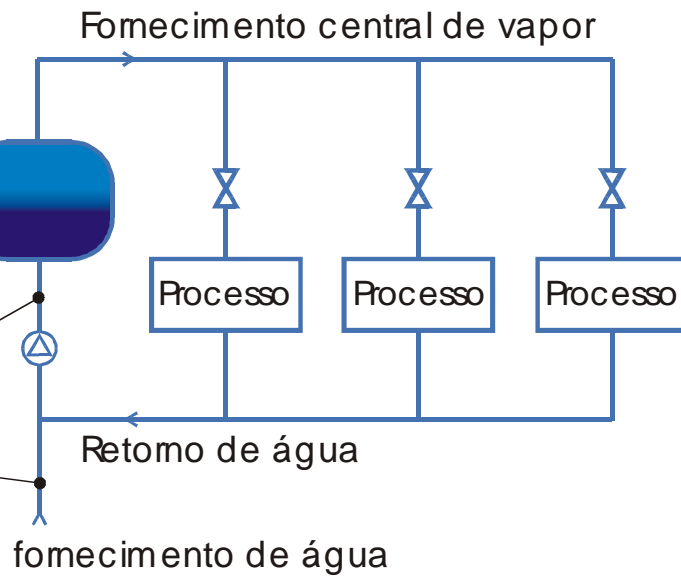 Fornecimento central de vapor
Processo Processo Processo
Retorno de água
fornecimento de água